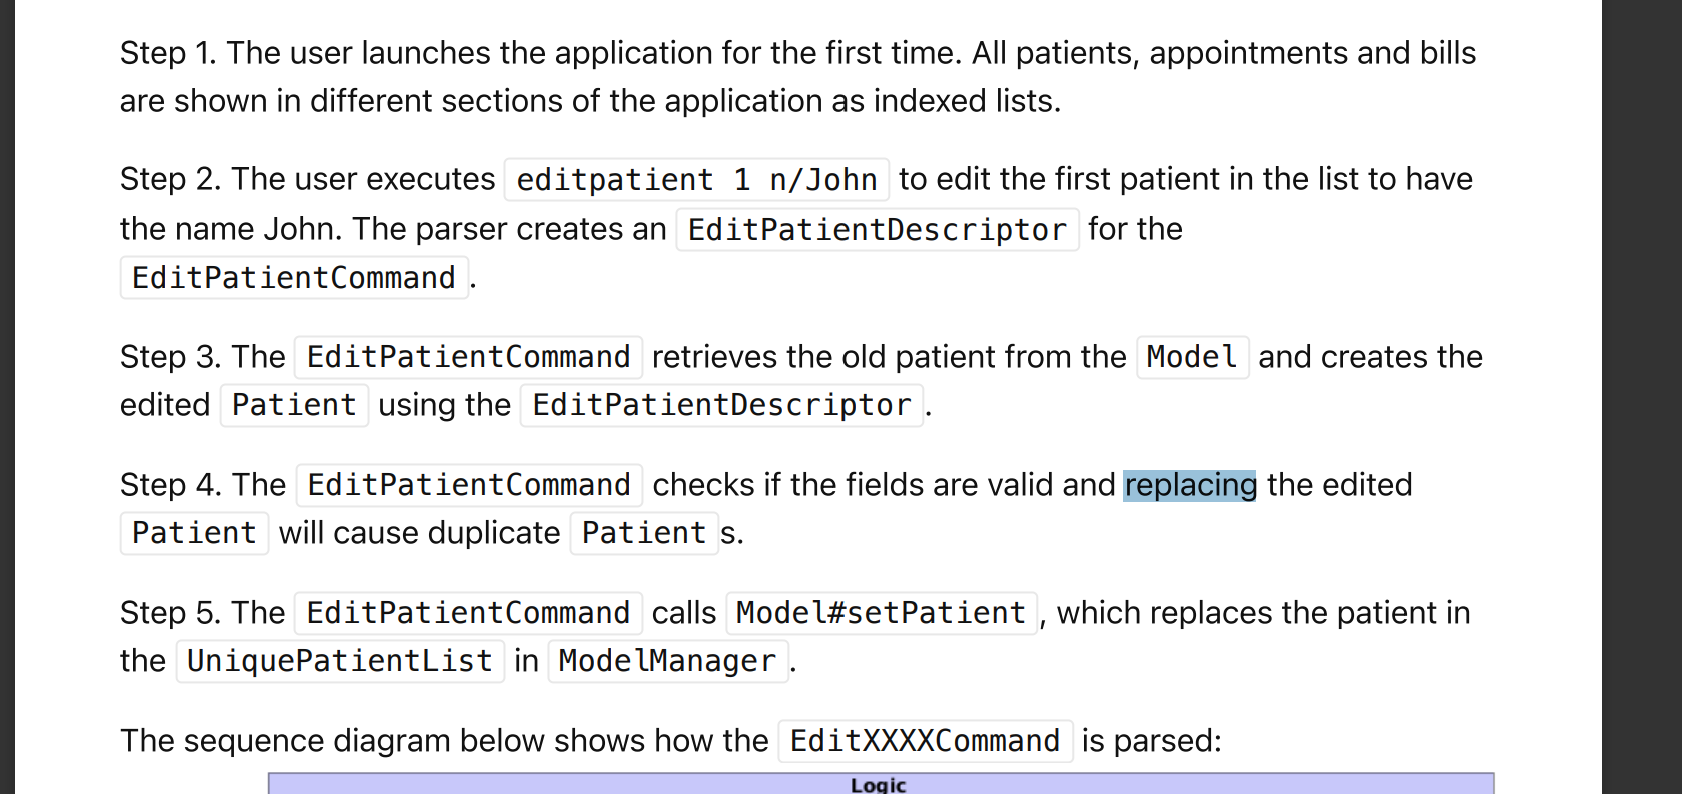 Step 1. The user launches the application for the first time. All patients, appointments and bills
are shown in different sections of the application as indexed lists.
Step 2. The user executes editpatient 1 n/John to edit the first patient in the list to have
the name John. The parser creates an EditPatientDescriptor for the
EditPatientCommand.
Step 3. The EditPatientCommand retrieves the old patient from the Model and creates the
edited Patient using the EditPatientDescriptor.
Step 4. The EditPatientCommand checks if the fields are valid and replacing the edited
Patient will cause duplicate Patients.
Step 5. The EditPatientCommand calls Model#setPatient, which replaces the patient in
the UniquePatientList in ModelManager.
The sequence diagram below shows how the EditXXXXCommand is parsed:
Logic